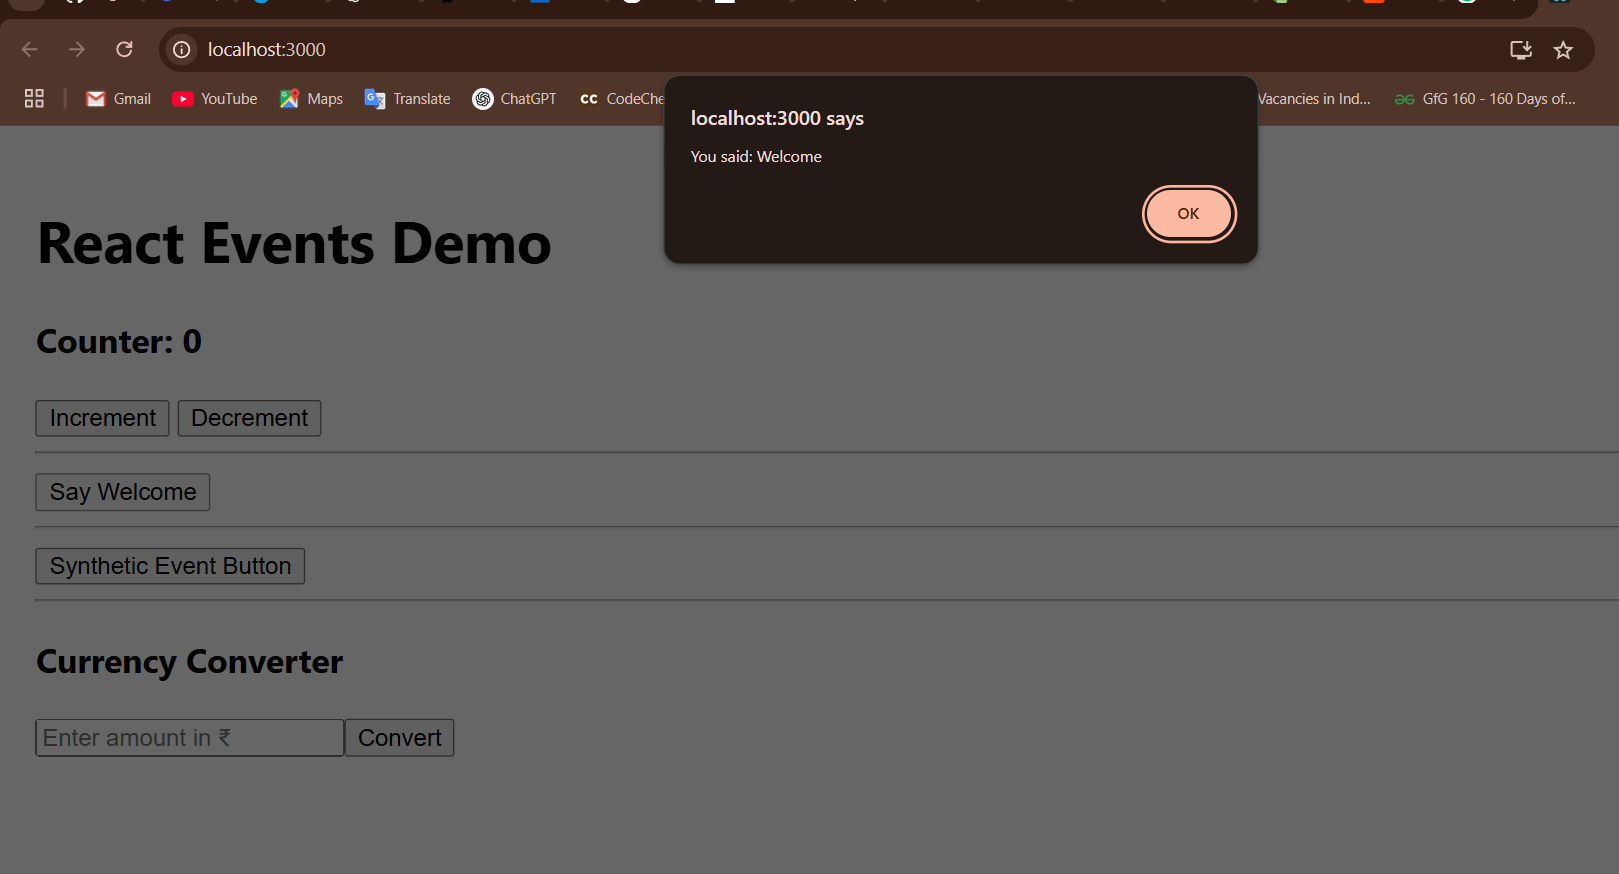 localhost:3000
Gmail YouTube Maps Translate ChatGPT CC CodeChe Vacancies in Ind... GfG 160 - 160 Days of...
localhost:3000 says
You said: Welcome
OK
React Events Demo
Counter: 0
Increment Decrement
Say Welcome
Synthetic Event Button
Currency Converter
Enter amount in ₹ Convert